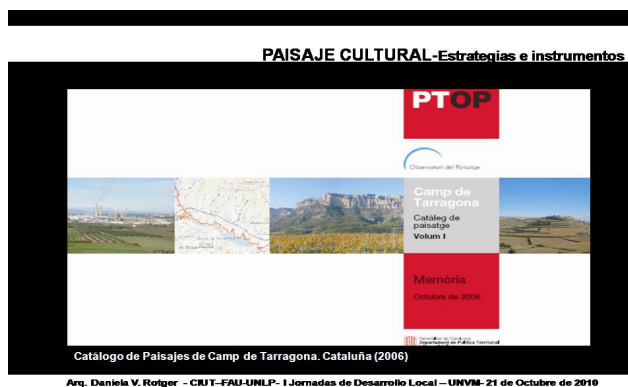 PAISAJE CULTURAL-Estrategias e instrumentos
PTOP
Observatori del Paisatge
Camp de
Tarragona
Catàleg de
paisatge
Volum I
Memòria
Octubre de 2006
Generalitat de Catalunya
Departament de Política Territorial
Catálogo de Paisajes de Camp de Tarragona. Cataluña (2006)
Arq. Daniela V. Rotger - CIUT–FAU-UNLP- I Jornadas de Desarrollo Local – UNVM- 21 de Octubre de 2010